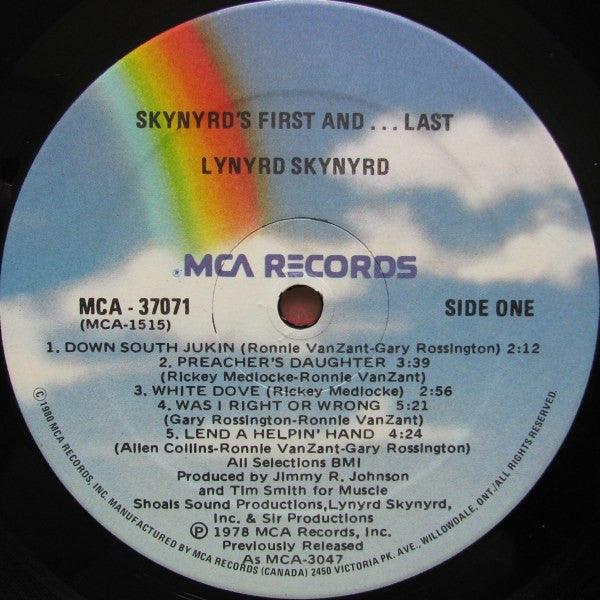 SKYNYRD'S FIRST AND ... LAST
LYNYRD SKYNYRD
®MCA RECORDS
MCA - 37071
(MCA-1515)
SIDE ONE
1. DOWN SOUTH JUKIN (Ronnie VanZant-Gary Rossington) 2:12
2. PREACHER'S DAUGHTER 3:39
(Rickey Medlocke-Ronnie VanZant)
3. WHITE DOVE (Rickey Medlocke) 2:56
4. WAS I RIGHT OR WRONG 5:21
(Gary Rossington-Ronnie VanZant)
5. LEND A HELPIN' HAND 4:24
(Allen Collins-Ronnie VanZant-Gary Rossington)
All Selections BMI
Produced by Jimmy R. Johnson
and Tim Smith for Muscle
Shoals Sound Productions,Lynyrd Skynyrd,
Inc. & Sir Productions
℗ 1978 MCA Records, Inc.
Previously Released
As MCA-3047
©1980 MCA RECORDS, INC. MANUFACTURED BY MCA RECORDS (CANADA) 2450 VICTORIA PK. AVE., WILLOWDALE, ONT./ALL RIGHTS RESERVED.